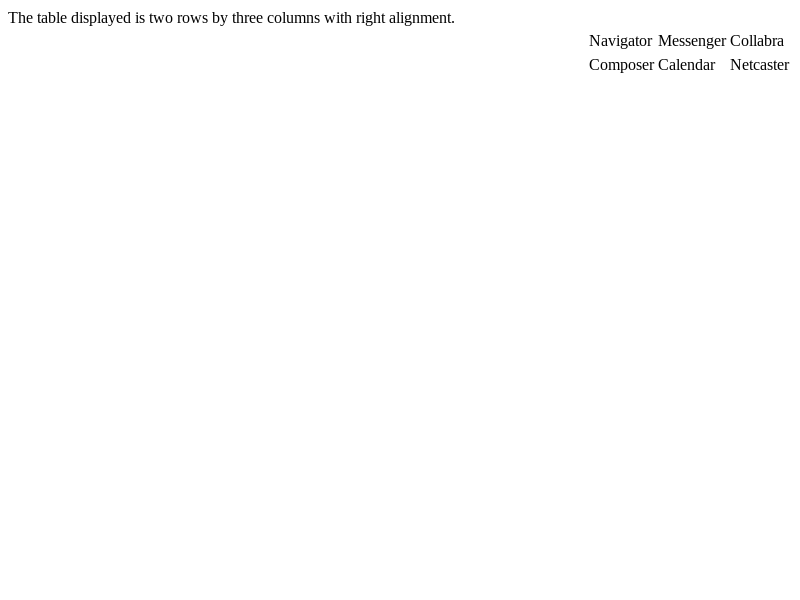 The table displayed is two rows by three columns with right alignment.
Navigator Messenger Collabra
Composer Calendar Netcaster